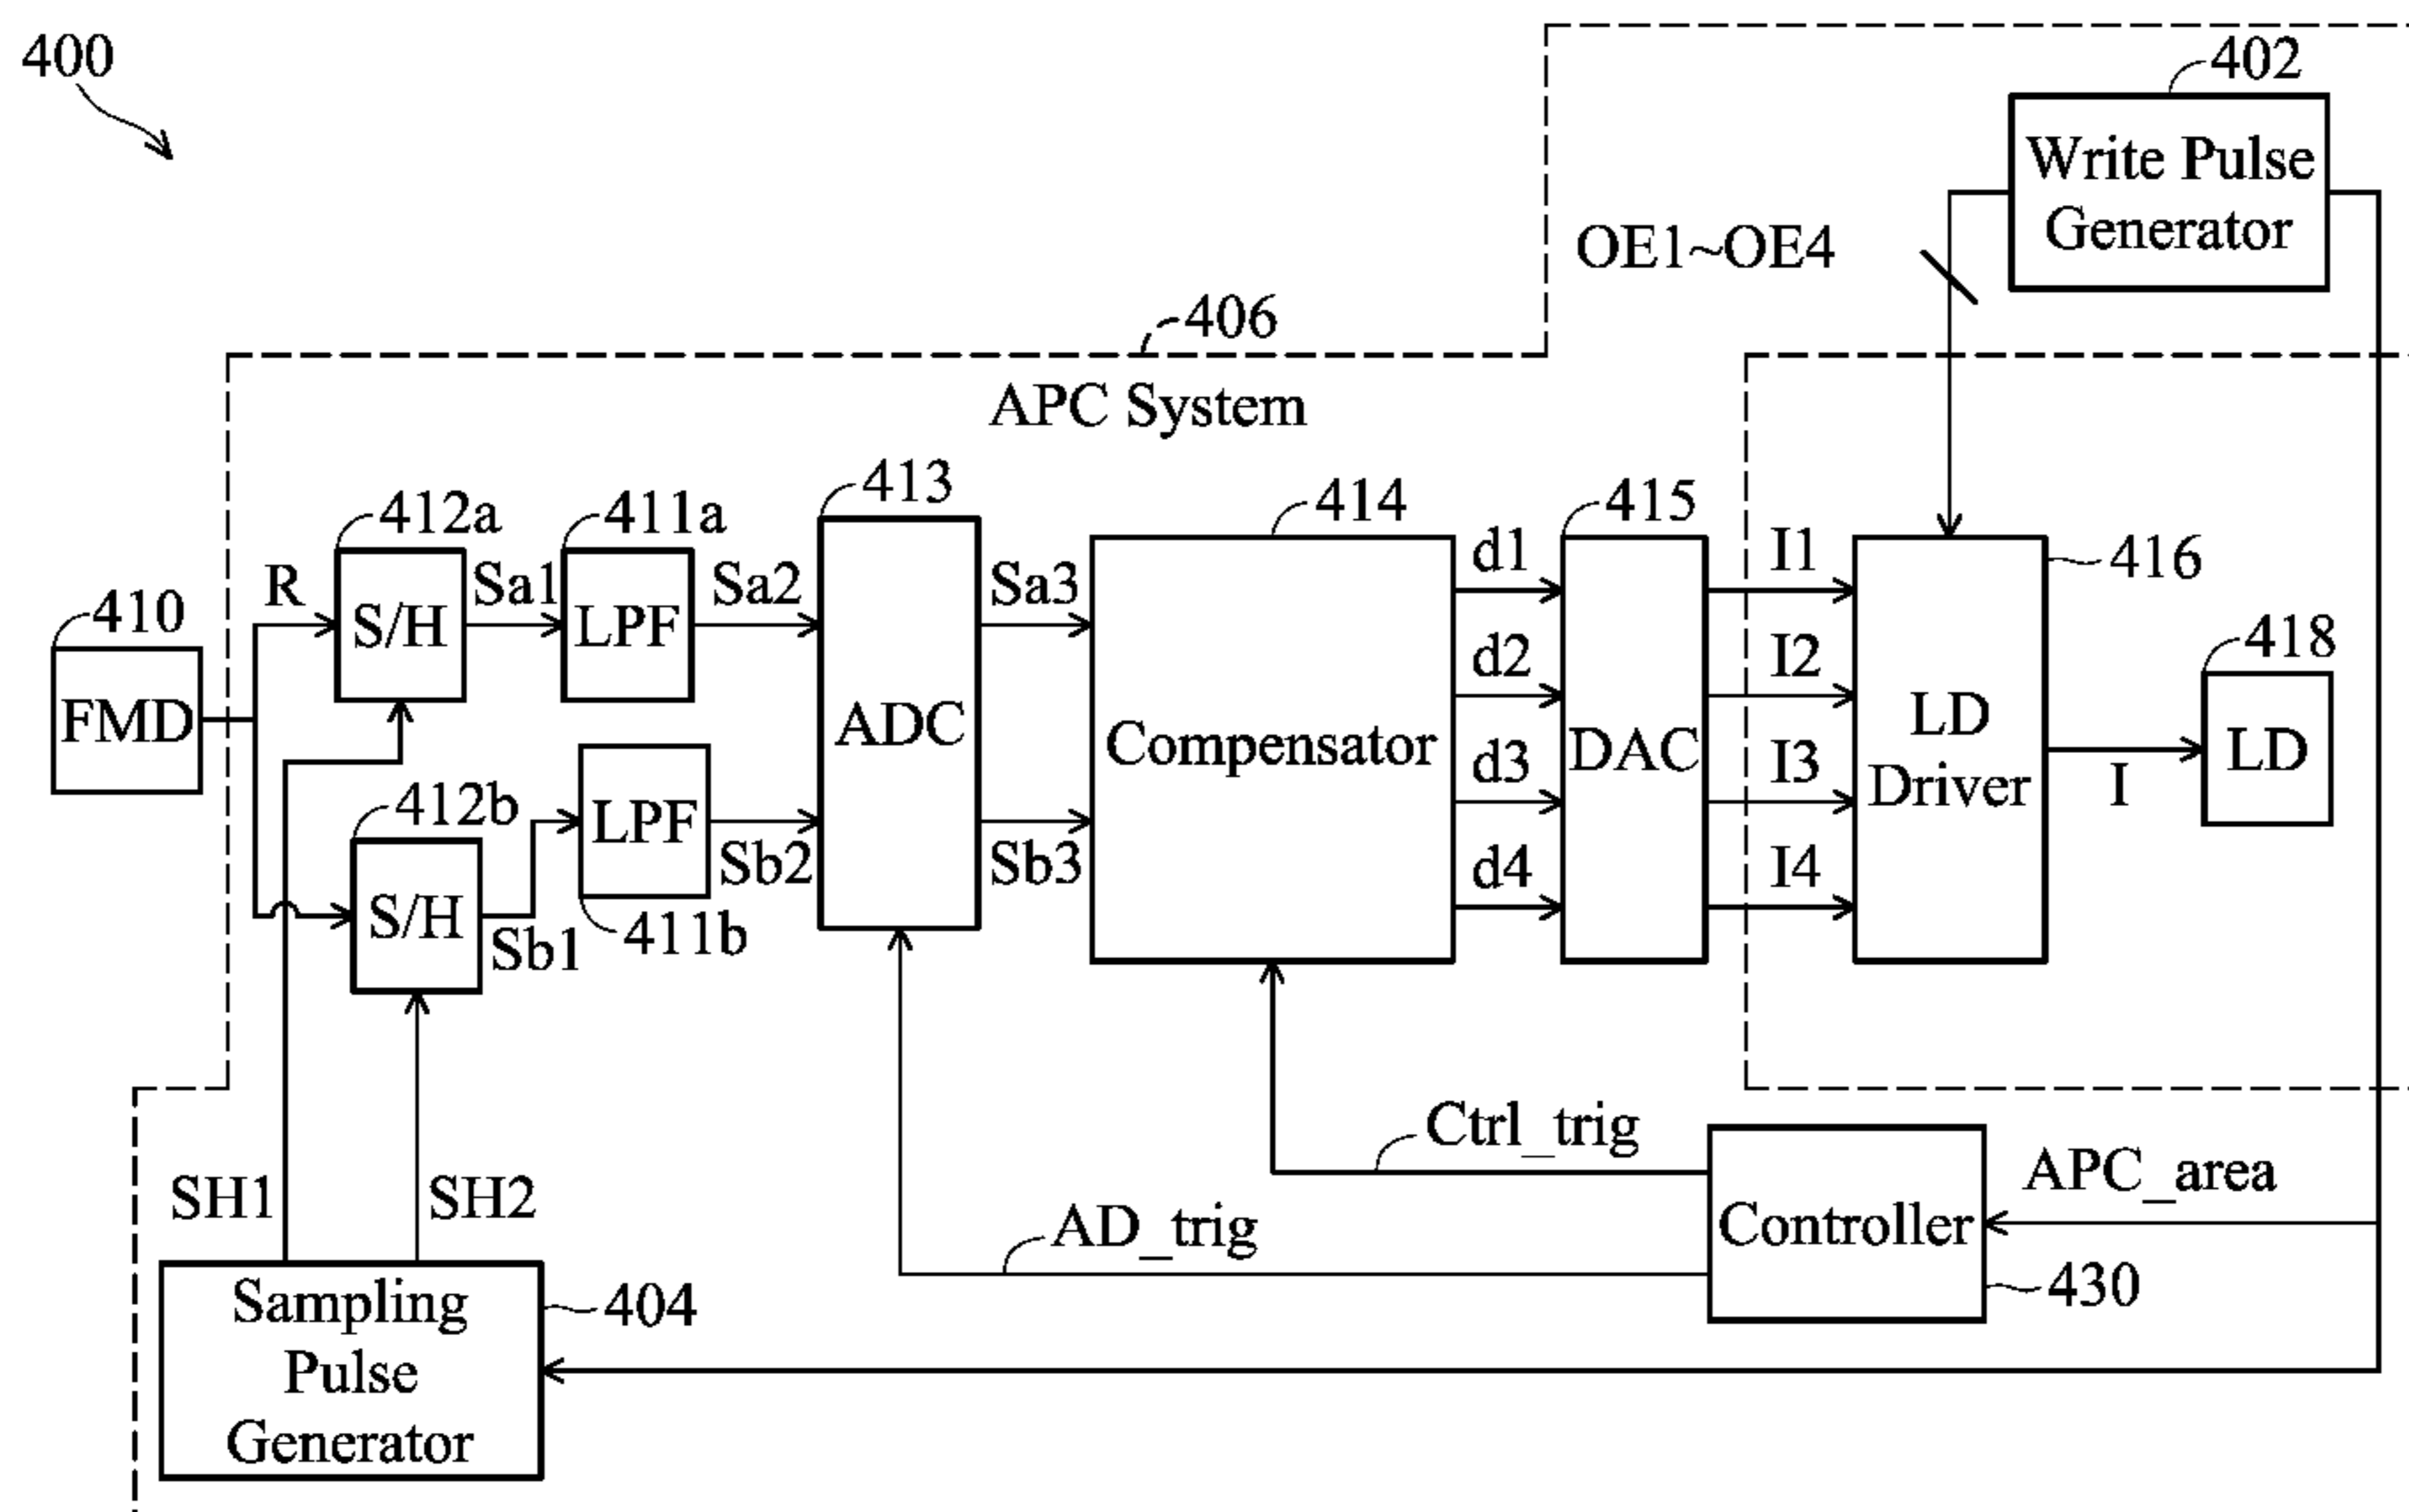 400
402
Write Pulse
Generator
OE1~OE4
406
APC System
412a
411a
413
414
415
416
410
R
S/H
Sa1
LPF
Sa2
ADC
Sa3
Compensator
d1
d2
d3
d4
DAC
I1
I2
I3
I4
LD
Driver
I
418
LD
FMD
412b
S/H
Sb1
LPF
411b
Sb2
Sb3
SH1
SH2
Ctrl_trig
AD_trig
Controller
APC_area
430
Sampling
Pulse
Generator
404